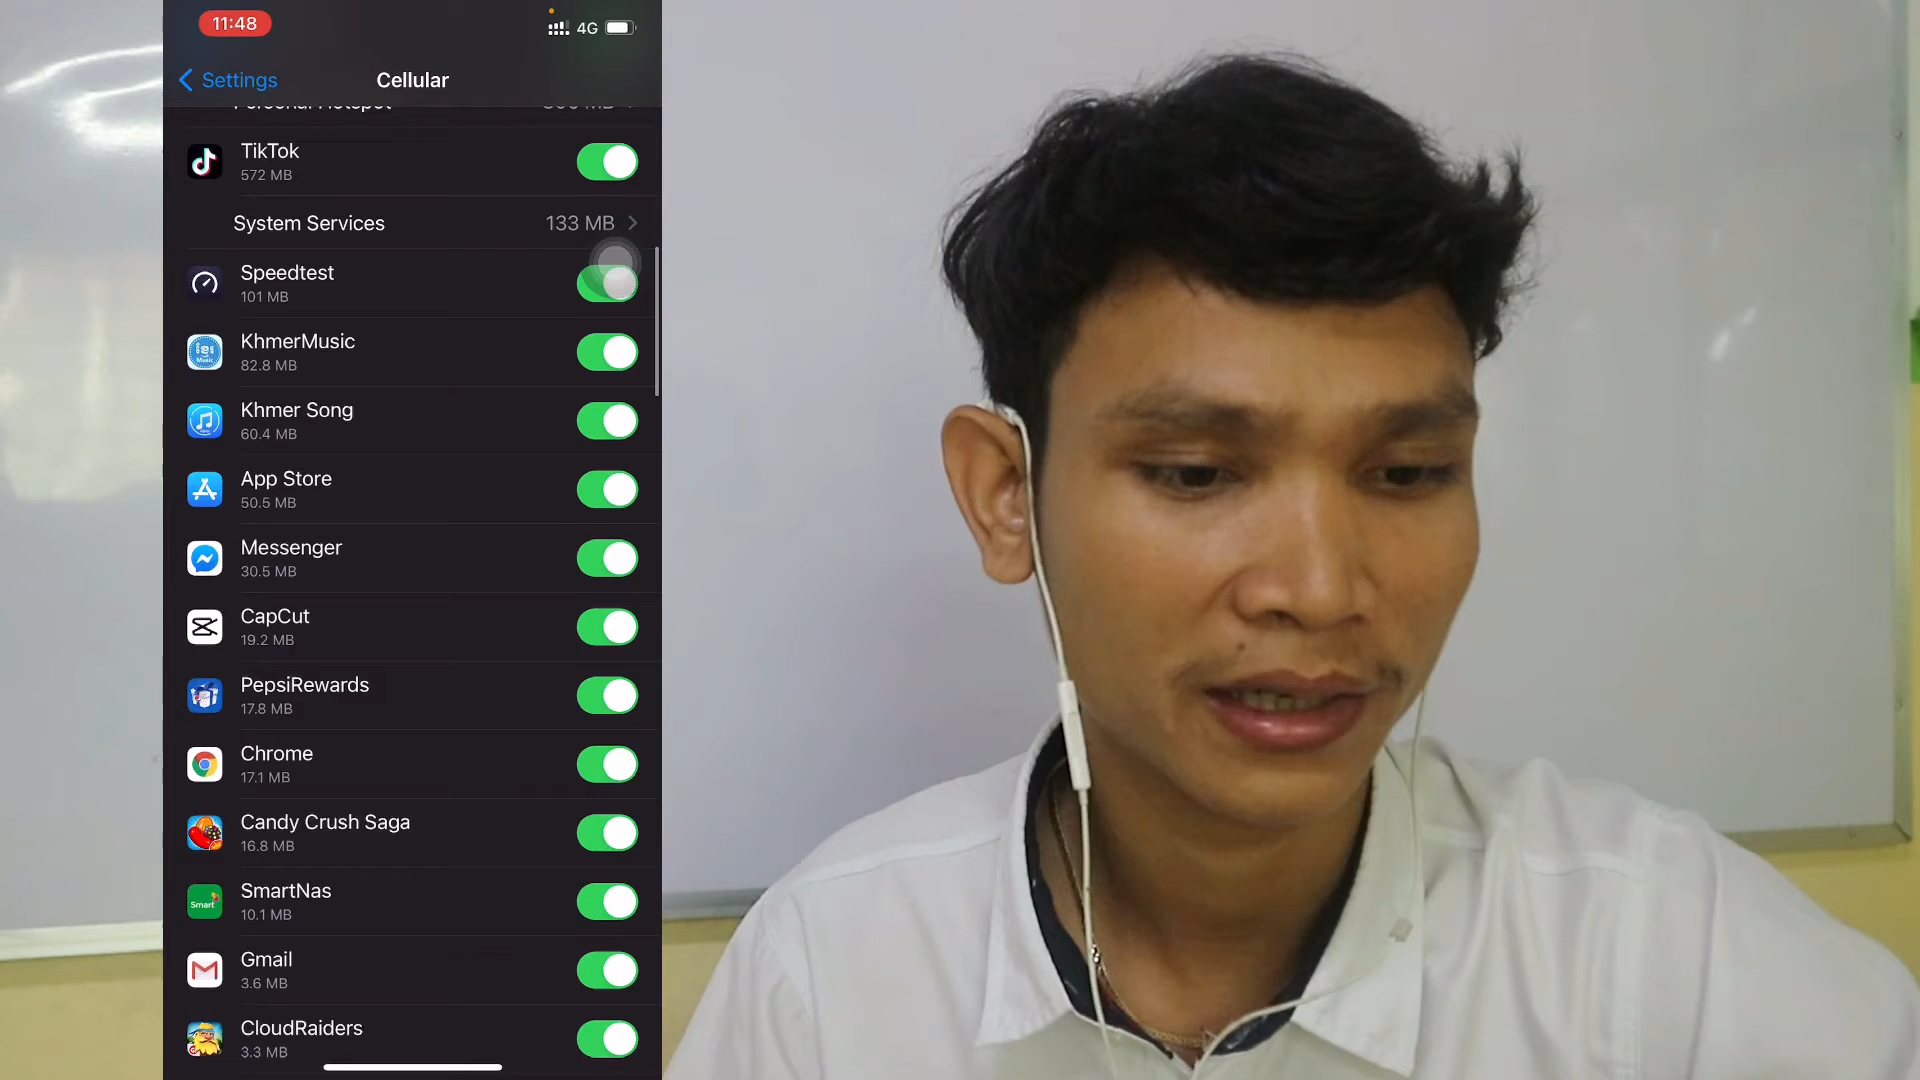 11:48
4G
Settings
Cellular
Personal Hotspot
TikTok
572 MB
System Services
133 MB
Speedtest
101 MB
KhmerMusic
82.8 MB
Khmer Song
60.4 MB
App Store
50.5 MB
Messenger
30.5 MB
CapCut
19.2 MB
PepsiRewards
17.8 MB
Chrome
17.1 MB
Candy Crush Saga
16.8 MB
Smart
SmartNas
10.1 MB
Gmail
3.6 MB
CloudRaiders
3.3 MB